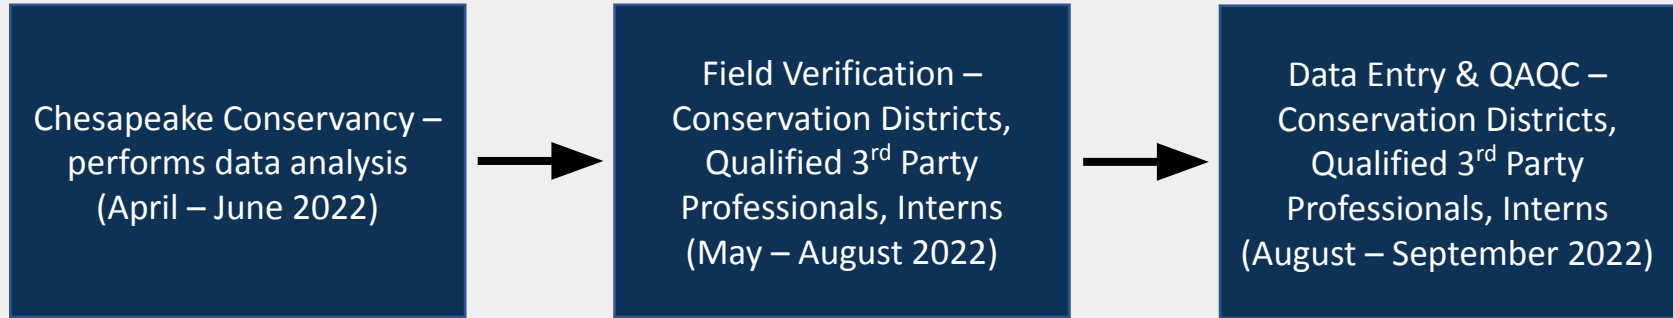 Chesapeake Conservancy –
performs data analysis
(April – June 2022)
Field Verification –
Conservation Districts,
Qualified 3rd Party
Professionals, Interns
(May – August 2022)
Data Entry & QAQC –
Conservation Districts,
Qualified 3rd Party
Professionals, Interns
(August – September 2022)